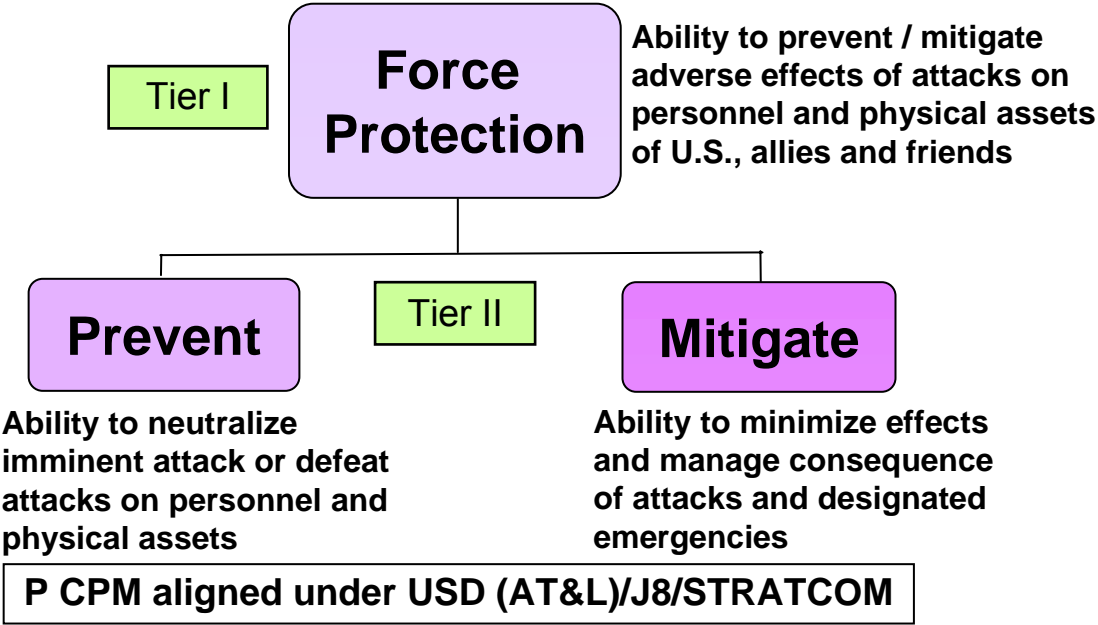 Tier I
Force
Protection
Ability to prevent / mitigate
adverse effects of attacks on
personnel and physical assets
of U.S., allies and friends
Prevent
Tier II
Mitigate
Ability to neutralize
imminent attack or defeat
attacks on personnel and
physical assets
Ability to minimize effects
and manage consequence
of attacks and designated
emergencies
P CPM aligned under USD (AT&L)/J8/STRATCOM